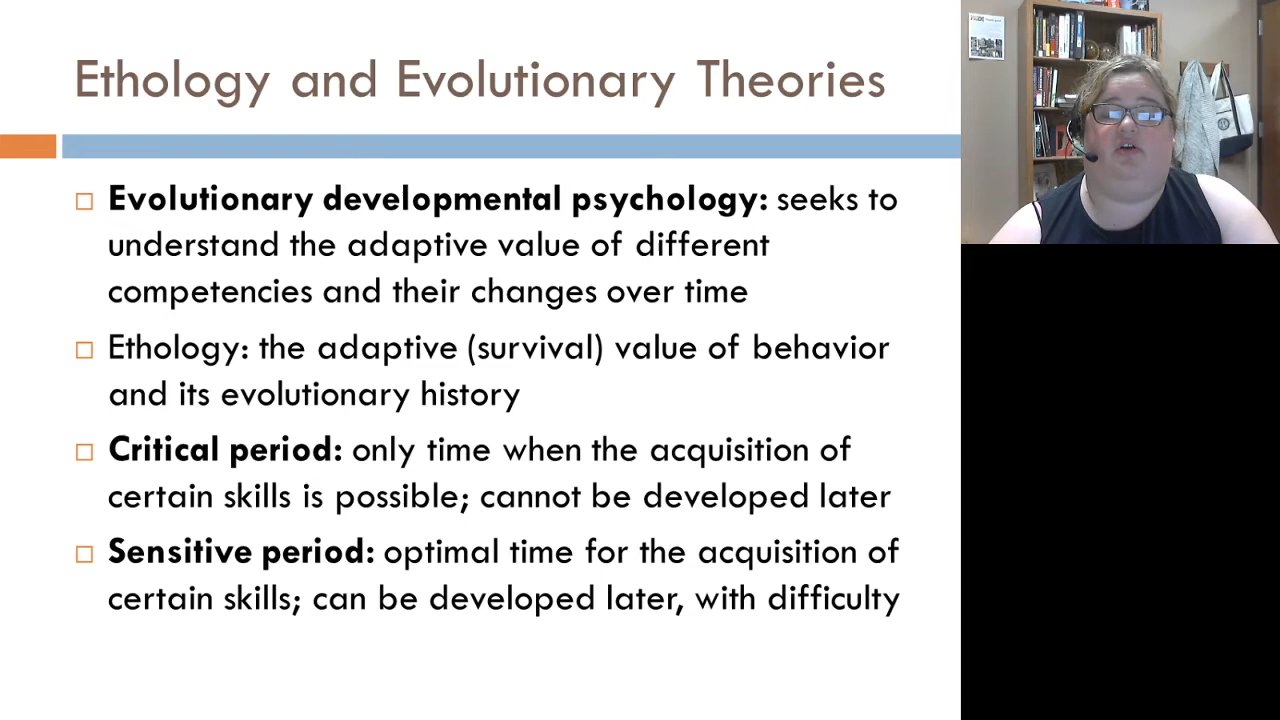 Ethology and Evolutionary Theories
Evolutionary developmental psychology: seeks to
understand the adaptive value of different
competencies and their changes over time
Ethology: the adaptive (survival) value of behavior
and its evolutionary history
Critical period: only time when the acquisition of
certain skills is possible; cannot be developed later
Sensitive period: optimal time for the acquisition of
certain skills; can be developed later, with difficulty